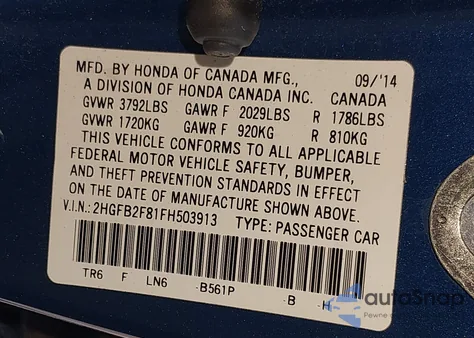 MFD. BY HONDA OF CANADA MFG., 09/'14
A DIVISION OF HONDA CANADA INC. CANADA
GVWR 3792LBS GAWR F 2029LBS R 1786LBS
GVWR 1720KG GAWR F 920KG R 810KG
THIS VEHICLE CONFORMS TO ALL APPLICABLE
FEDERAL MOTOR VEHICLE SAFETY, BUMPER,
AND THEFT PREVENTION STANDARDS IN EFFECT
ON THE DATE OF MANUFACTURE SHOWN ABOVE.
V.I.N.: 2HGFB2F81FH503913 TYPE: PASSENGER CAR
TR6 F LN6 -B561P -B -H
autoSnap
Pewne